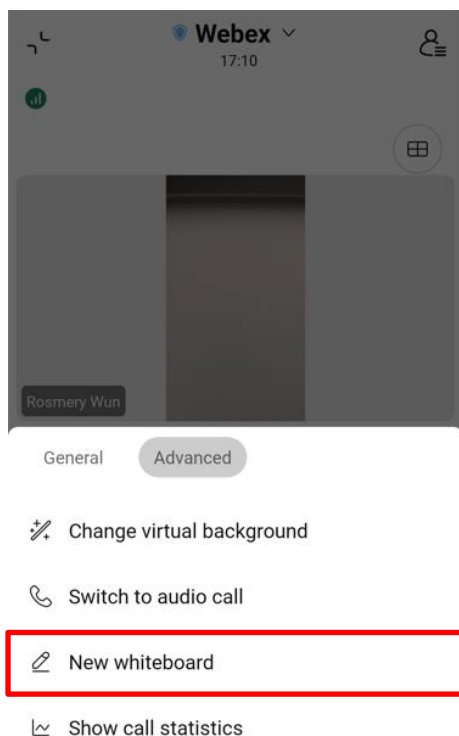 Webex
17:10
Rosmery Wun
General Advanced
Change virtual background
Switch to audio call
New whiteboard
Show call statistics